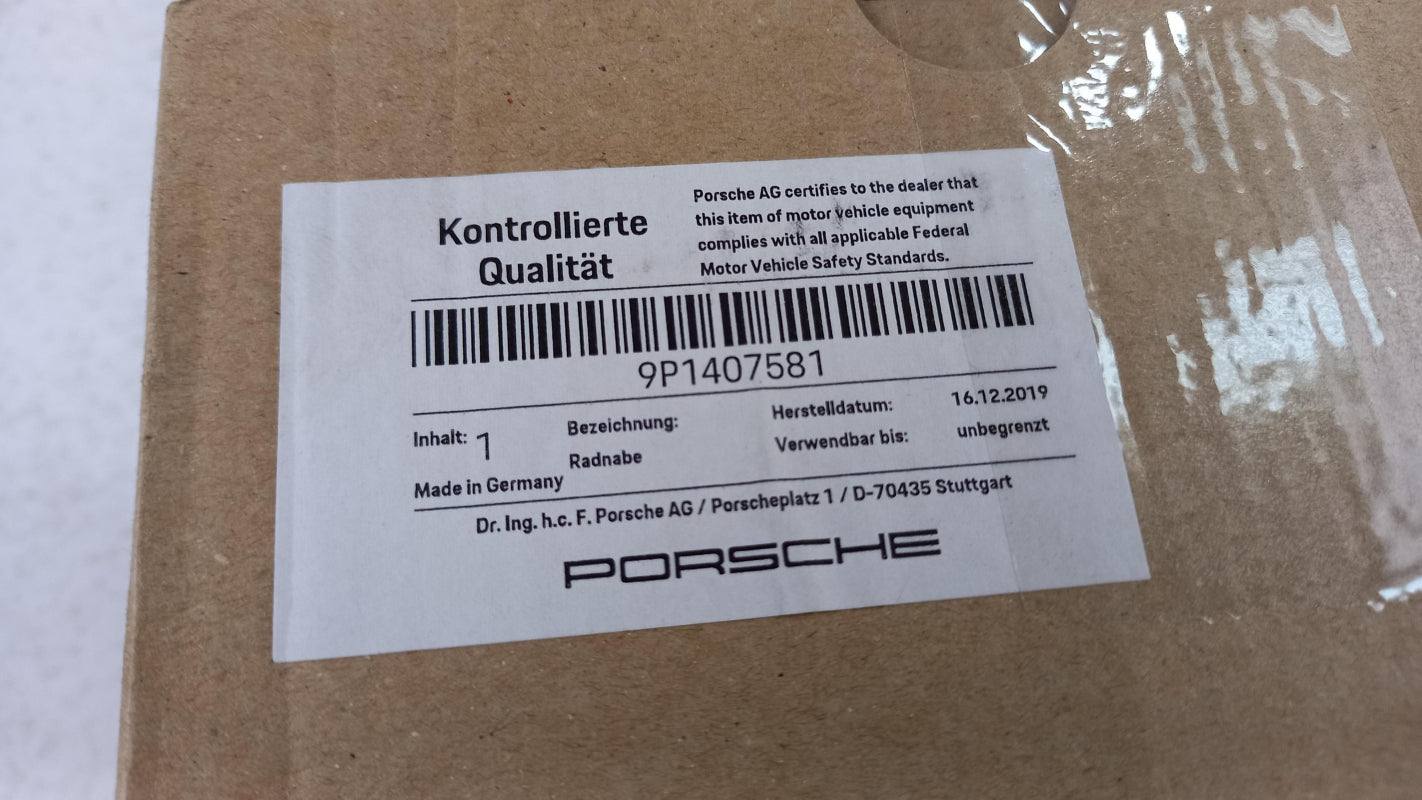 Kontrollierte
Qualität
Porsche AG certifies to the dealer that
this item of motor vehicle equipment
complies with all applicable Federal
Motor Vehicle Safety Standards.
9P1407581
Inhalt: 1
Made in Germany
Bezeichnung:
Radnabe
Herstelldatum: 16.12.2019
Verwendbar bis: unbegrenzt
Dr. Ing. h.c. F. Porsche AG / Porscheplatz 1 / D-70435 Stuttgart
PORSCHE